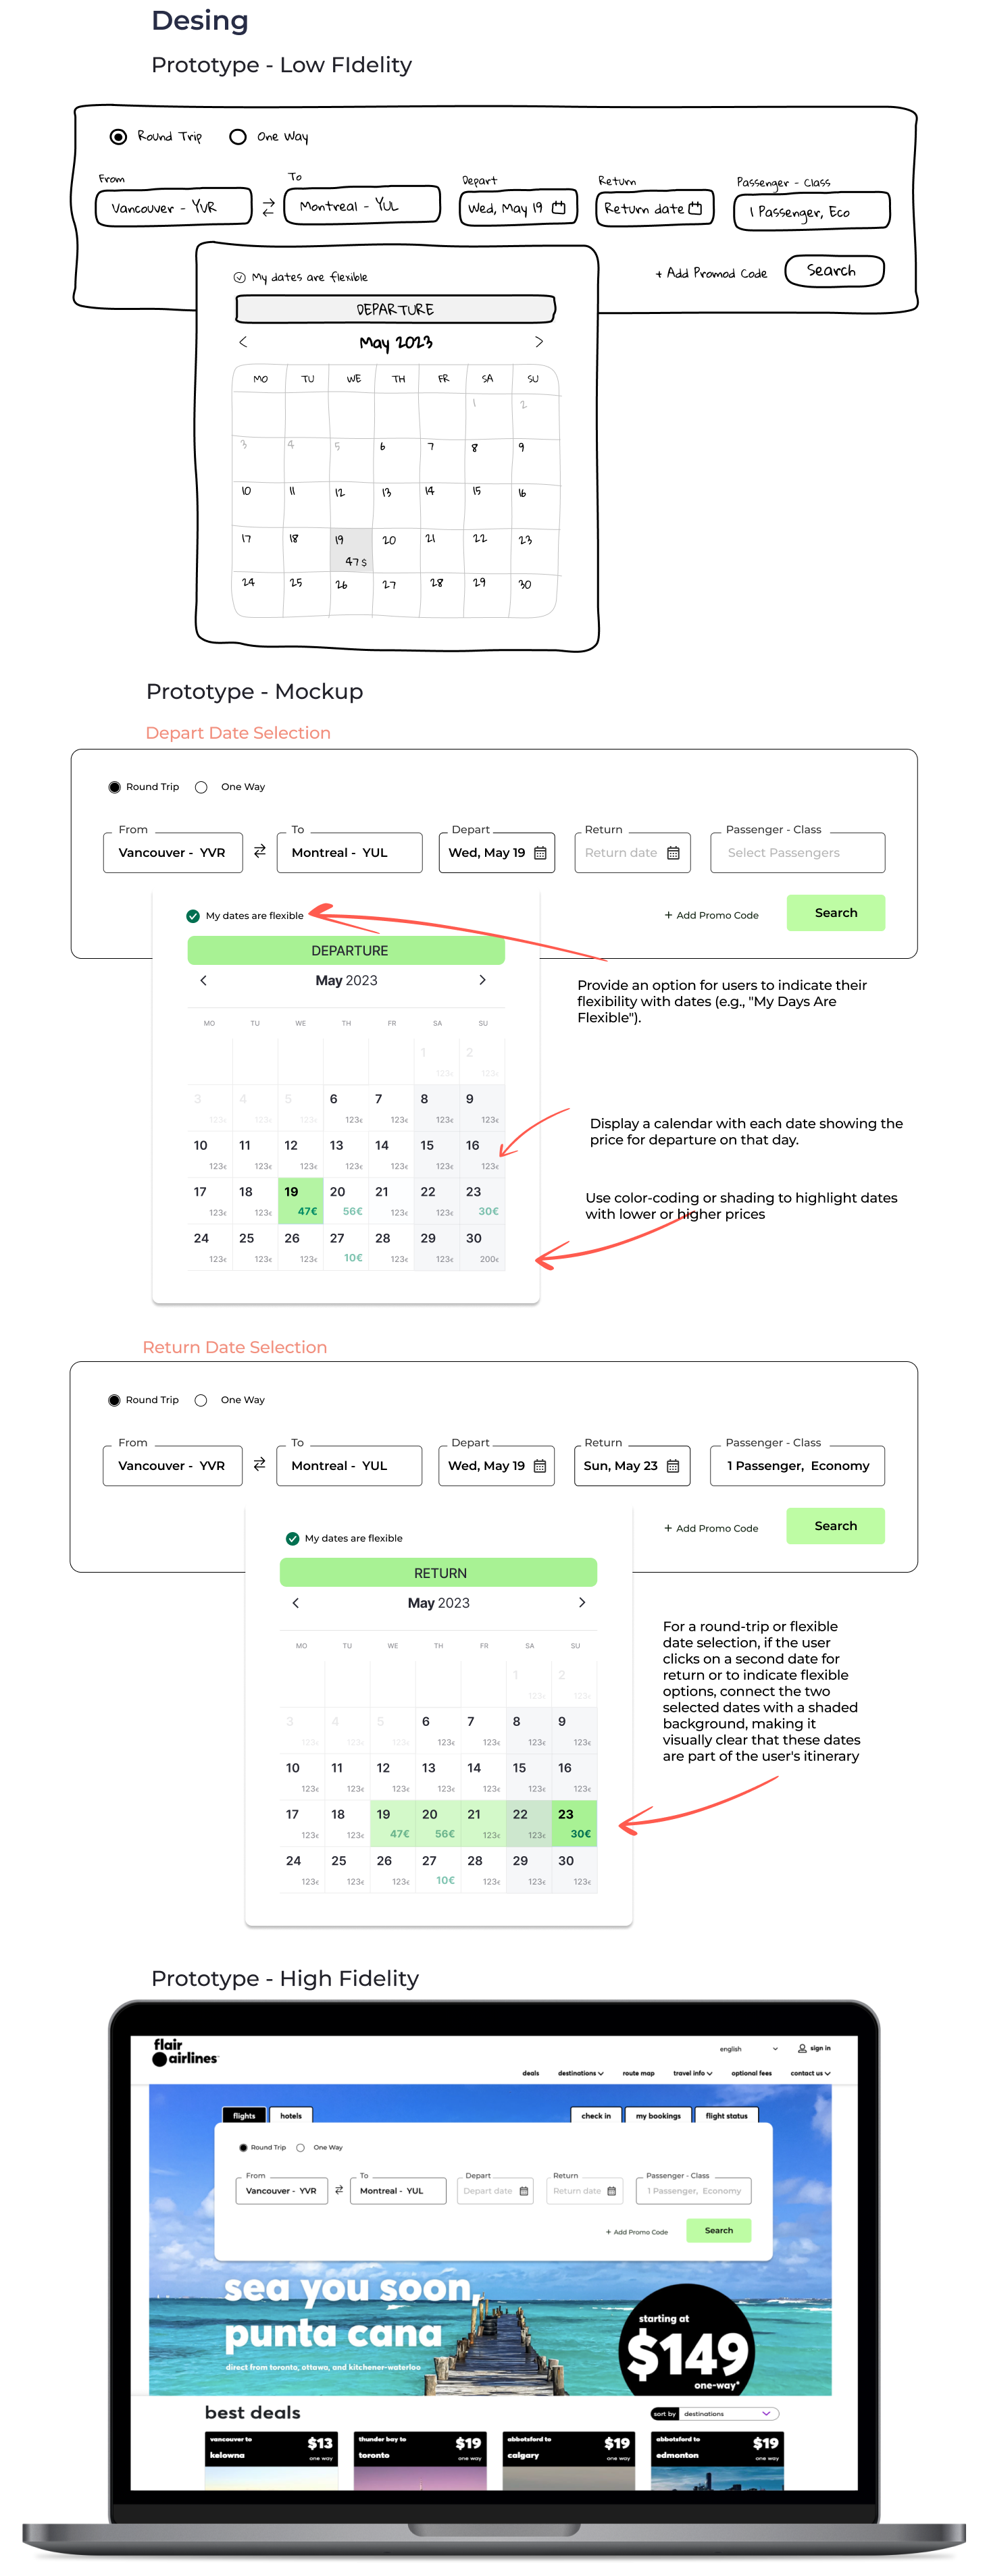 Desing
Prototype - Low FIdelity
Round Trip One Way
From To Depart Return Passenger - Class
Vancouver - YVR Montreal - YUL Wed, May 19 Return date 1 Passenger, Eco
My dates are flexible + Add Promod Code Search
DEPARTURE
May 2023
MO TU WE TH FR SA SU
1 2
3 4 5 6 7 8 9
10 11 12 13 14 15 16
17 18 19 20 21 22 23
47 $
24 25 26 27 28 29 30
Prototype - Mockup
Depart Date Selection
Round Trip One Way
From To Depart Return Passenger - Class
Vancouver - YVR Montreal - YUL Wed, May 19 Return date Select Passengers
My dates are flexible + Add Promo Code Search
DEPARTURE
May 2023
MO TU WE TH FR SA SU
1 2
123€ 123€
3 4 5 6 7 8 9
123€ 123€ 123€ 123€ 123€ 123€ 123€
10 11 12 13 14 15 16
123€ 123€ 123€ 123€ 123€ 123€ 123€
17 18 19 20 21 22 23
123€ 123€ 47€ 56€ 123€ 123€ 30€
24 25 26 27 28 29 30
123€ 123€ 123€ 10€ 123€ 123€ 200€
Provide an option for users to indicate their
flexibility with dates (e.g., "My Days Are
Flexible").
Display a calendar with each date showing the
price for departure on that day.
Use color-coding or shading to highlight dates
with lower or higher prices
Return Date Selection
Round Trip One Way
From To Depart Return Passenger - Class
Vancouver - YVR Montreal - YUL Wed, May 19 Sun, May 23 1 Passenger, Economy
My dates are flexible + Add Promo Code Search
RETURN
May 2023
MO TU WE TH FR SA SU
1 2
123€ 123€
3 4 5 6 7 8 9
123€ 123€ 123€ 123€ 123€ 123€ 123€
10 11 12 13 14 15 16
123€ 123€ 123€ 123€ 123€ 123€ 123€
17 18 19 20 21 22 23
123€ 123€ 47€ 56€ 123€ 123€ 30€
24 25 26 27 28 29 30
123€ 123€ 123€ 10€ 123€ 123€ 123€
For a round-trip or flexible
date selection, if the user
clicks on a second date for
return or to indicate flexible
options, connect the two
selected dates with a shaded
background, making it
visually clear that these dates
are part of the user's itinerary
Prototype - High Fidelity
flair
airlines
english sign in
deals destinations route map travel info optional fees contact us
flights hotels check in my bookings flight status
Round Trip One Way
From To Depart Return Passenger - Class
Vancouver - YVR Montreal - YUL Depart date Return date 1 Passenger, Economy
+ Add Promo Code Search
sea you soon,
punta cana
direct from toronto, ottawa, and kitchener-waterloo
starting at
$149
one-way*
best deals sort by destinations
vancouver to $13 thunder bay to $19 abbotsford to $19 abbotsford to $19
kelowna one way toronto one way calgary one way edmonton one way